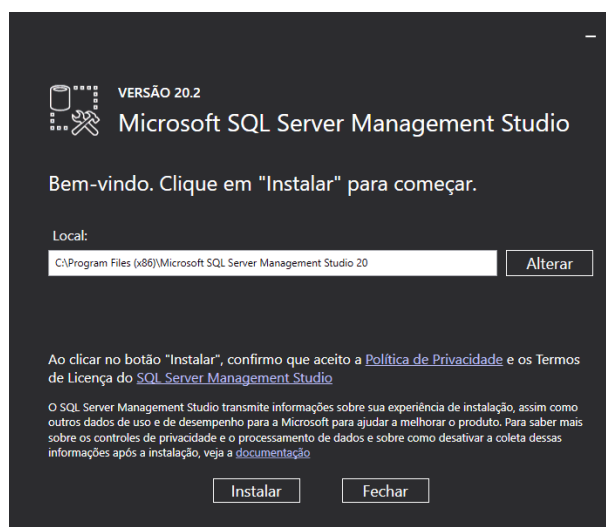 VERSÃO 20.2
Microsoft SQL Server Management Studio
Bem-vindo. Clique em "Instalar" para começar.
Local:
C:\Program Files (x86)\Microsoft SQL Server Management Studio 20
Alterar
Ao clicar no botão "Instalar", confirmo que aceito a Política de Privacidade e os Termos
de Licença do SQL Server Management Studio
O SQL Server Management Studio transmite informações sobre sua experiência de instalação, assim como
outros dados de uso e de desempenho para a Microsoft para ajudar a melhorar o produto. Para saber mais
sobre os controles de privacidade e o processamento de dados e sobre como desativar a coleta dessas
informações após a instalação, veja a documentação
Instalar
Fechar